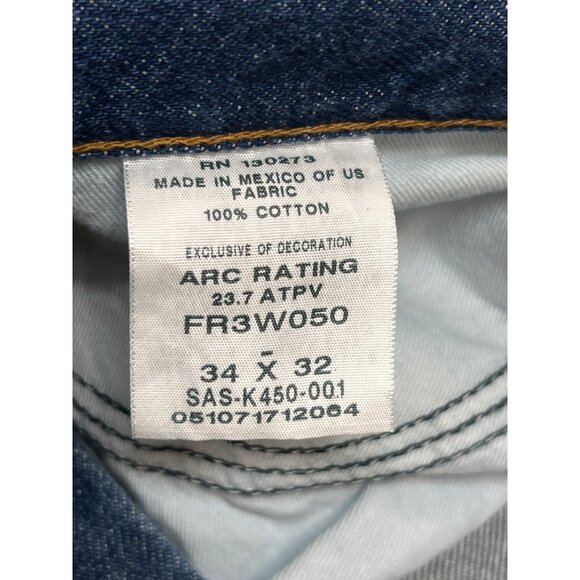 RN 130273
MADE IN MEXICO OF US
FABRIC
100% COTTON
EXCLUSIVE OF DECORATION
ARC RATING
23.7 ATPV
FR3W050
-
34 X 32
SAS-K450-001
051071712064